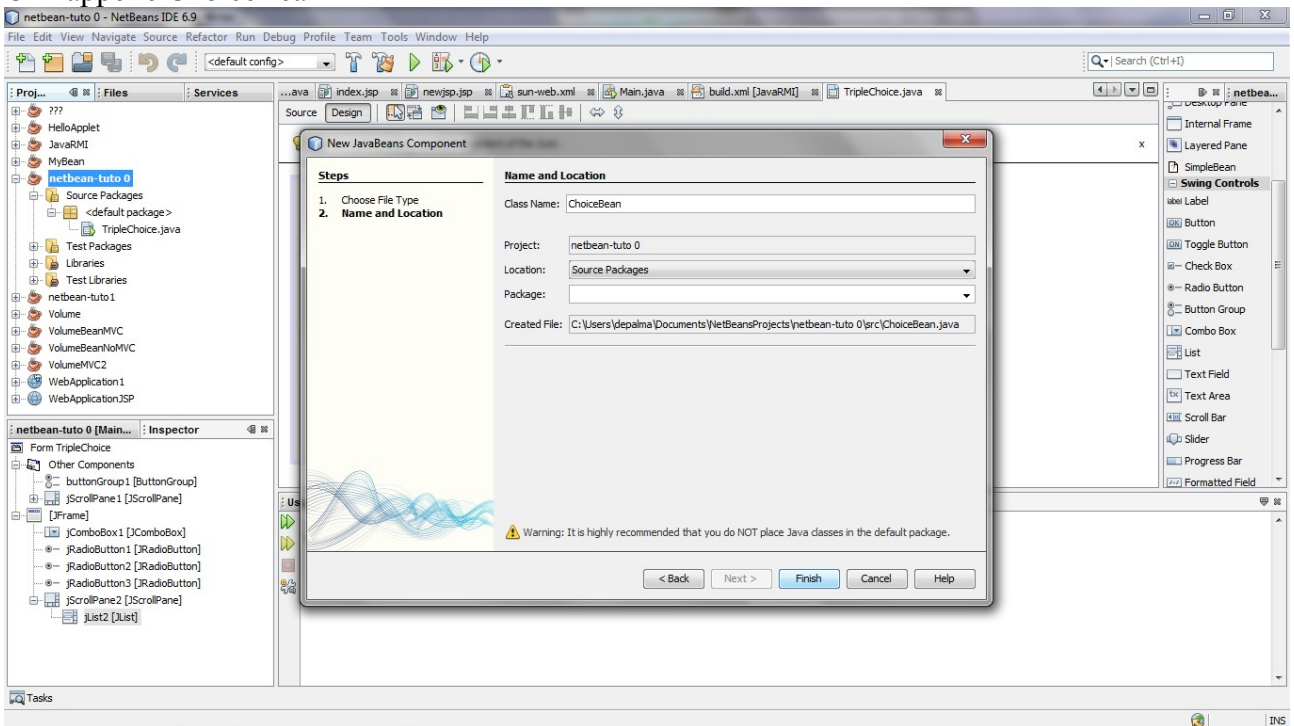 netbean-tuto 0 - NetBeans IDE 6.9
File Edit View Navigate Source Refactor Run Debug Profile Team Tools Window Help
<default config>
Search (Ctrl+I)
Proj... Files Services
...ava index.jsp newjsp.jsp sun-web.xml Main.java build.xml [JavaRMI] TripleChoice.java
netbea...
Source Design
???
HelloApplet
JavaRMI
MyBean
netbean-tuto 0
Source Packages
<default package>
TripleChoice.java
Test Packages
Libraries
Test Libraries
netbean-tuto1
Volume
VolumeBeanMVC
VolumeBeanNoMVC
VolumeMVC2
WebApplication1
WebApplicationJSP
netbean-tuto 0 [Main... Inspector
Form TripleChoice
Other Components
buttonGroup1 [ButtonGroup]
jScrollPane1 [JScrollPane]
[JFrame]
jComboBox1 [JComboBox]
jRadioButton1 [JRadioButton]
jRadioButton2 [JRadioButton]
jRadioButton3 [JRadioButton]
jScrollPane2 [JScrollPane]
jList2 [JList]
New JavaBeans Component
Steps
1. Choose File Type
2. Name and Location
Name and Location
Class Name: ChoiceBean
Project: netbean-tuto 0
Location: Source Packages
Package:
Created File: C:\Users\depalma\Documents\NetBeansProjects\netbean-tuto 0\src\ChoiceBean.java
Warning: It is highly recommended that you do NOT place Java classes in the default package.
< Back Next > Finish Cancel Help
x
Us
Desktop Pane
Internal Frame
Layered Pane
SimpleBean
Swing Controls
label Label
OK Button
ON Toggle Button
Check Box
Radio Button
Button Group
Combo Box
List
Text Field
tx Text Area
Scroll Bar
Slider
Progress Bar
Formatted Field
Tasks
INS